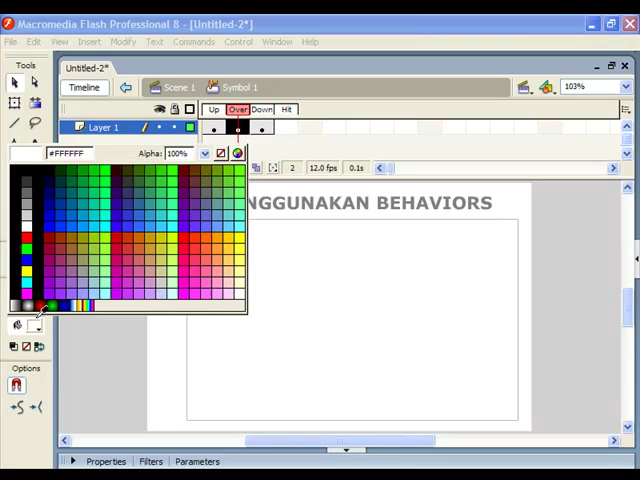 Macromedia Flash Professional 8 - [Untitled-2*]
File Edit View Insert Modify Text Commands Control Window Help
Tools
Untitled-2*
Timeline Scene 1 Symbol 1 103%
Up Over Down Hit
Layer 1
#FFFFFF Alpha: 100%
2 12.0 fps 0.1s
NGGUNAKAN BEHAVIORS
Options
Properties Filters Parameters